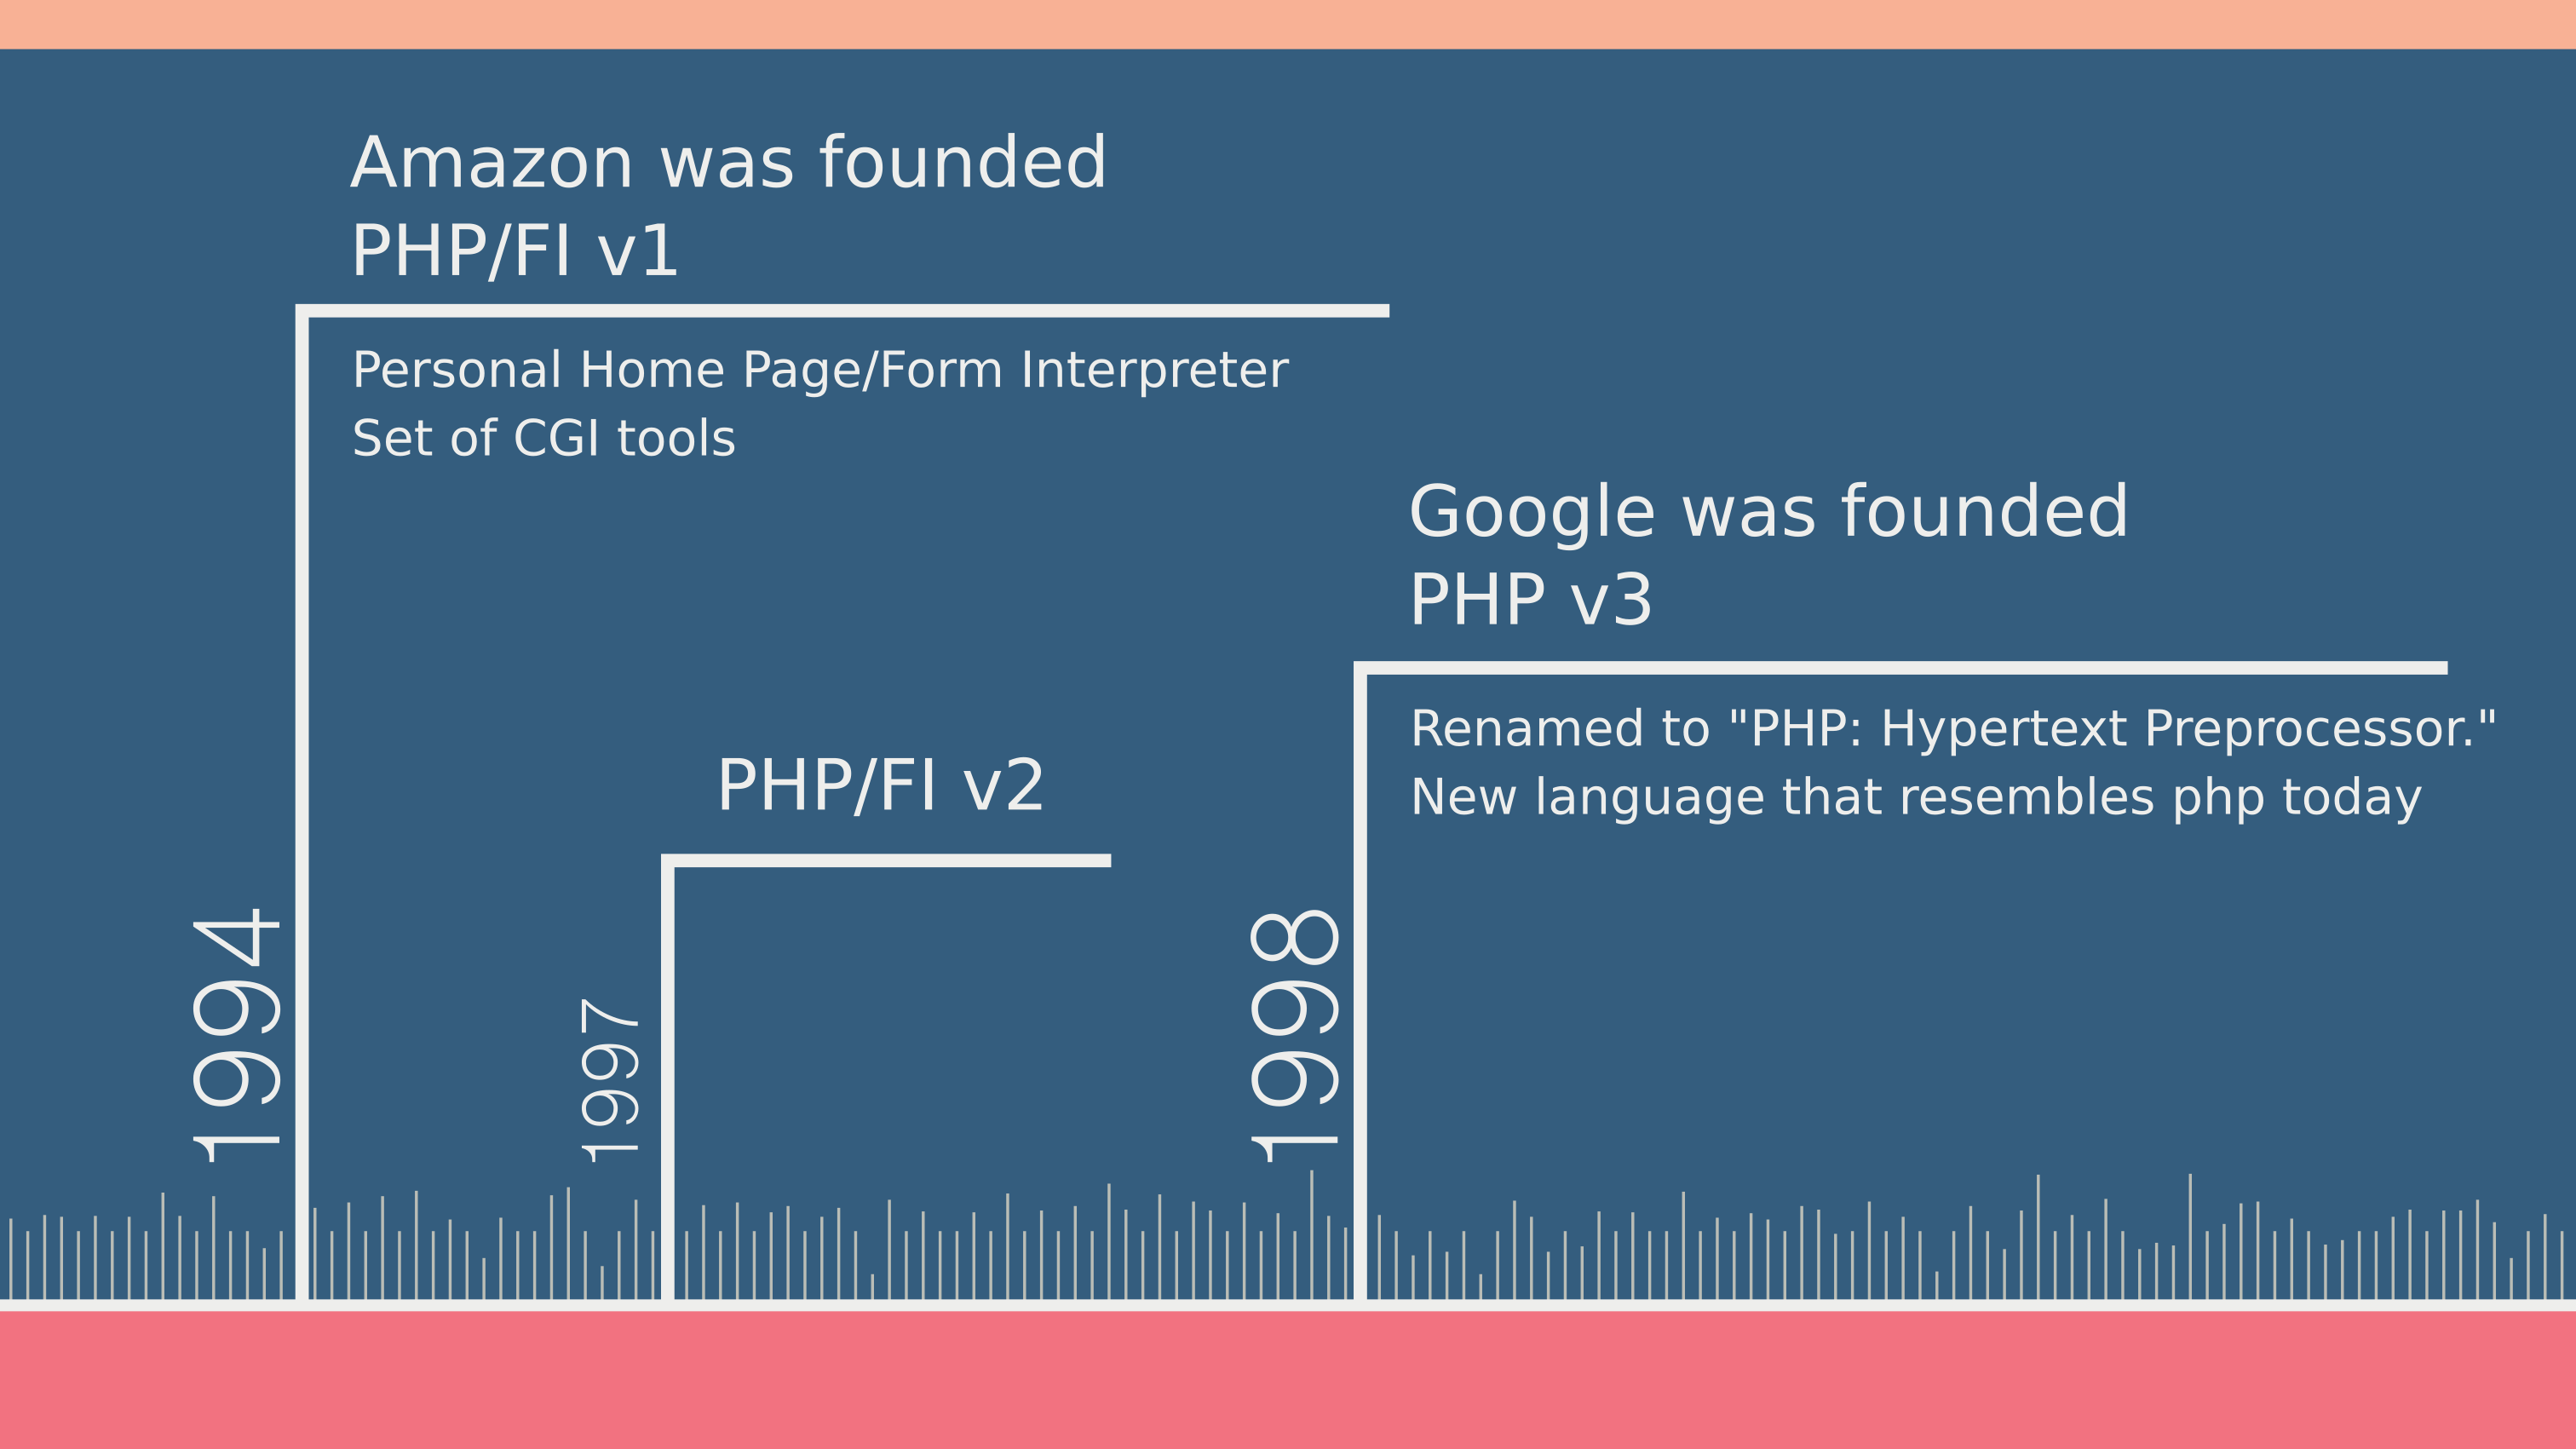 Amazon was founded
PHP/FI v1
Personal Home Page/Form Interpreter
Set of CGI tools
1994
PHP/FI v2
1997
Google was founded
PHP v3
Renamed to "PHP: Hypertext Preprocessor."
New language that resembles php today
1998